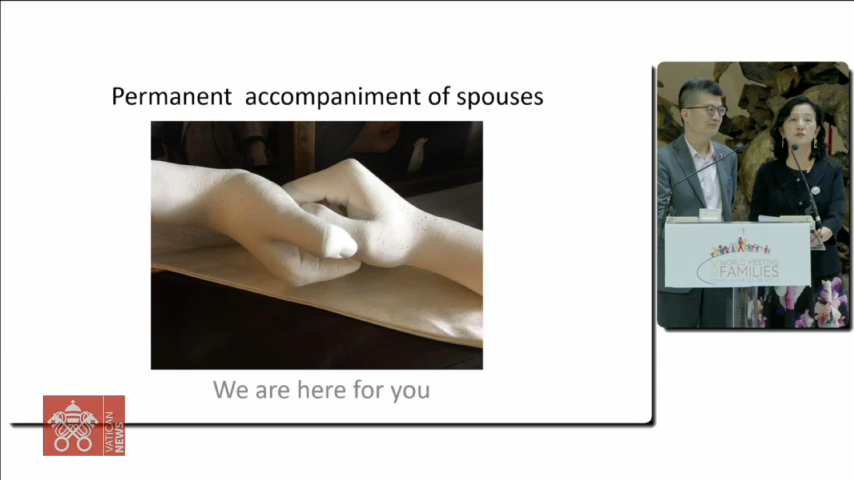 Permanent  accompaniment of spouses
We are here for you
WORLD MEETING
FAMILIES
VATICAN
NEWS